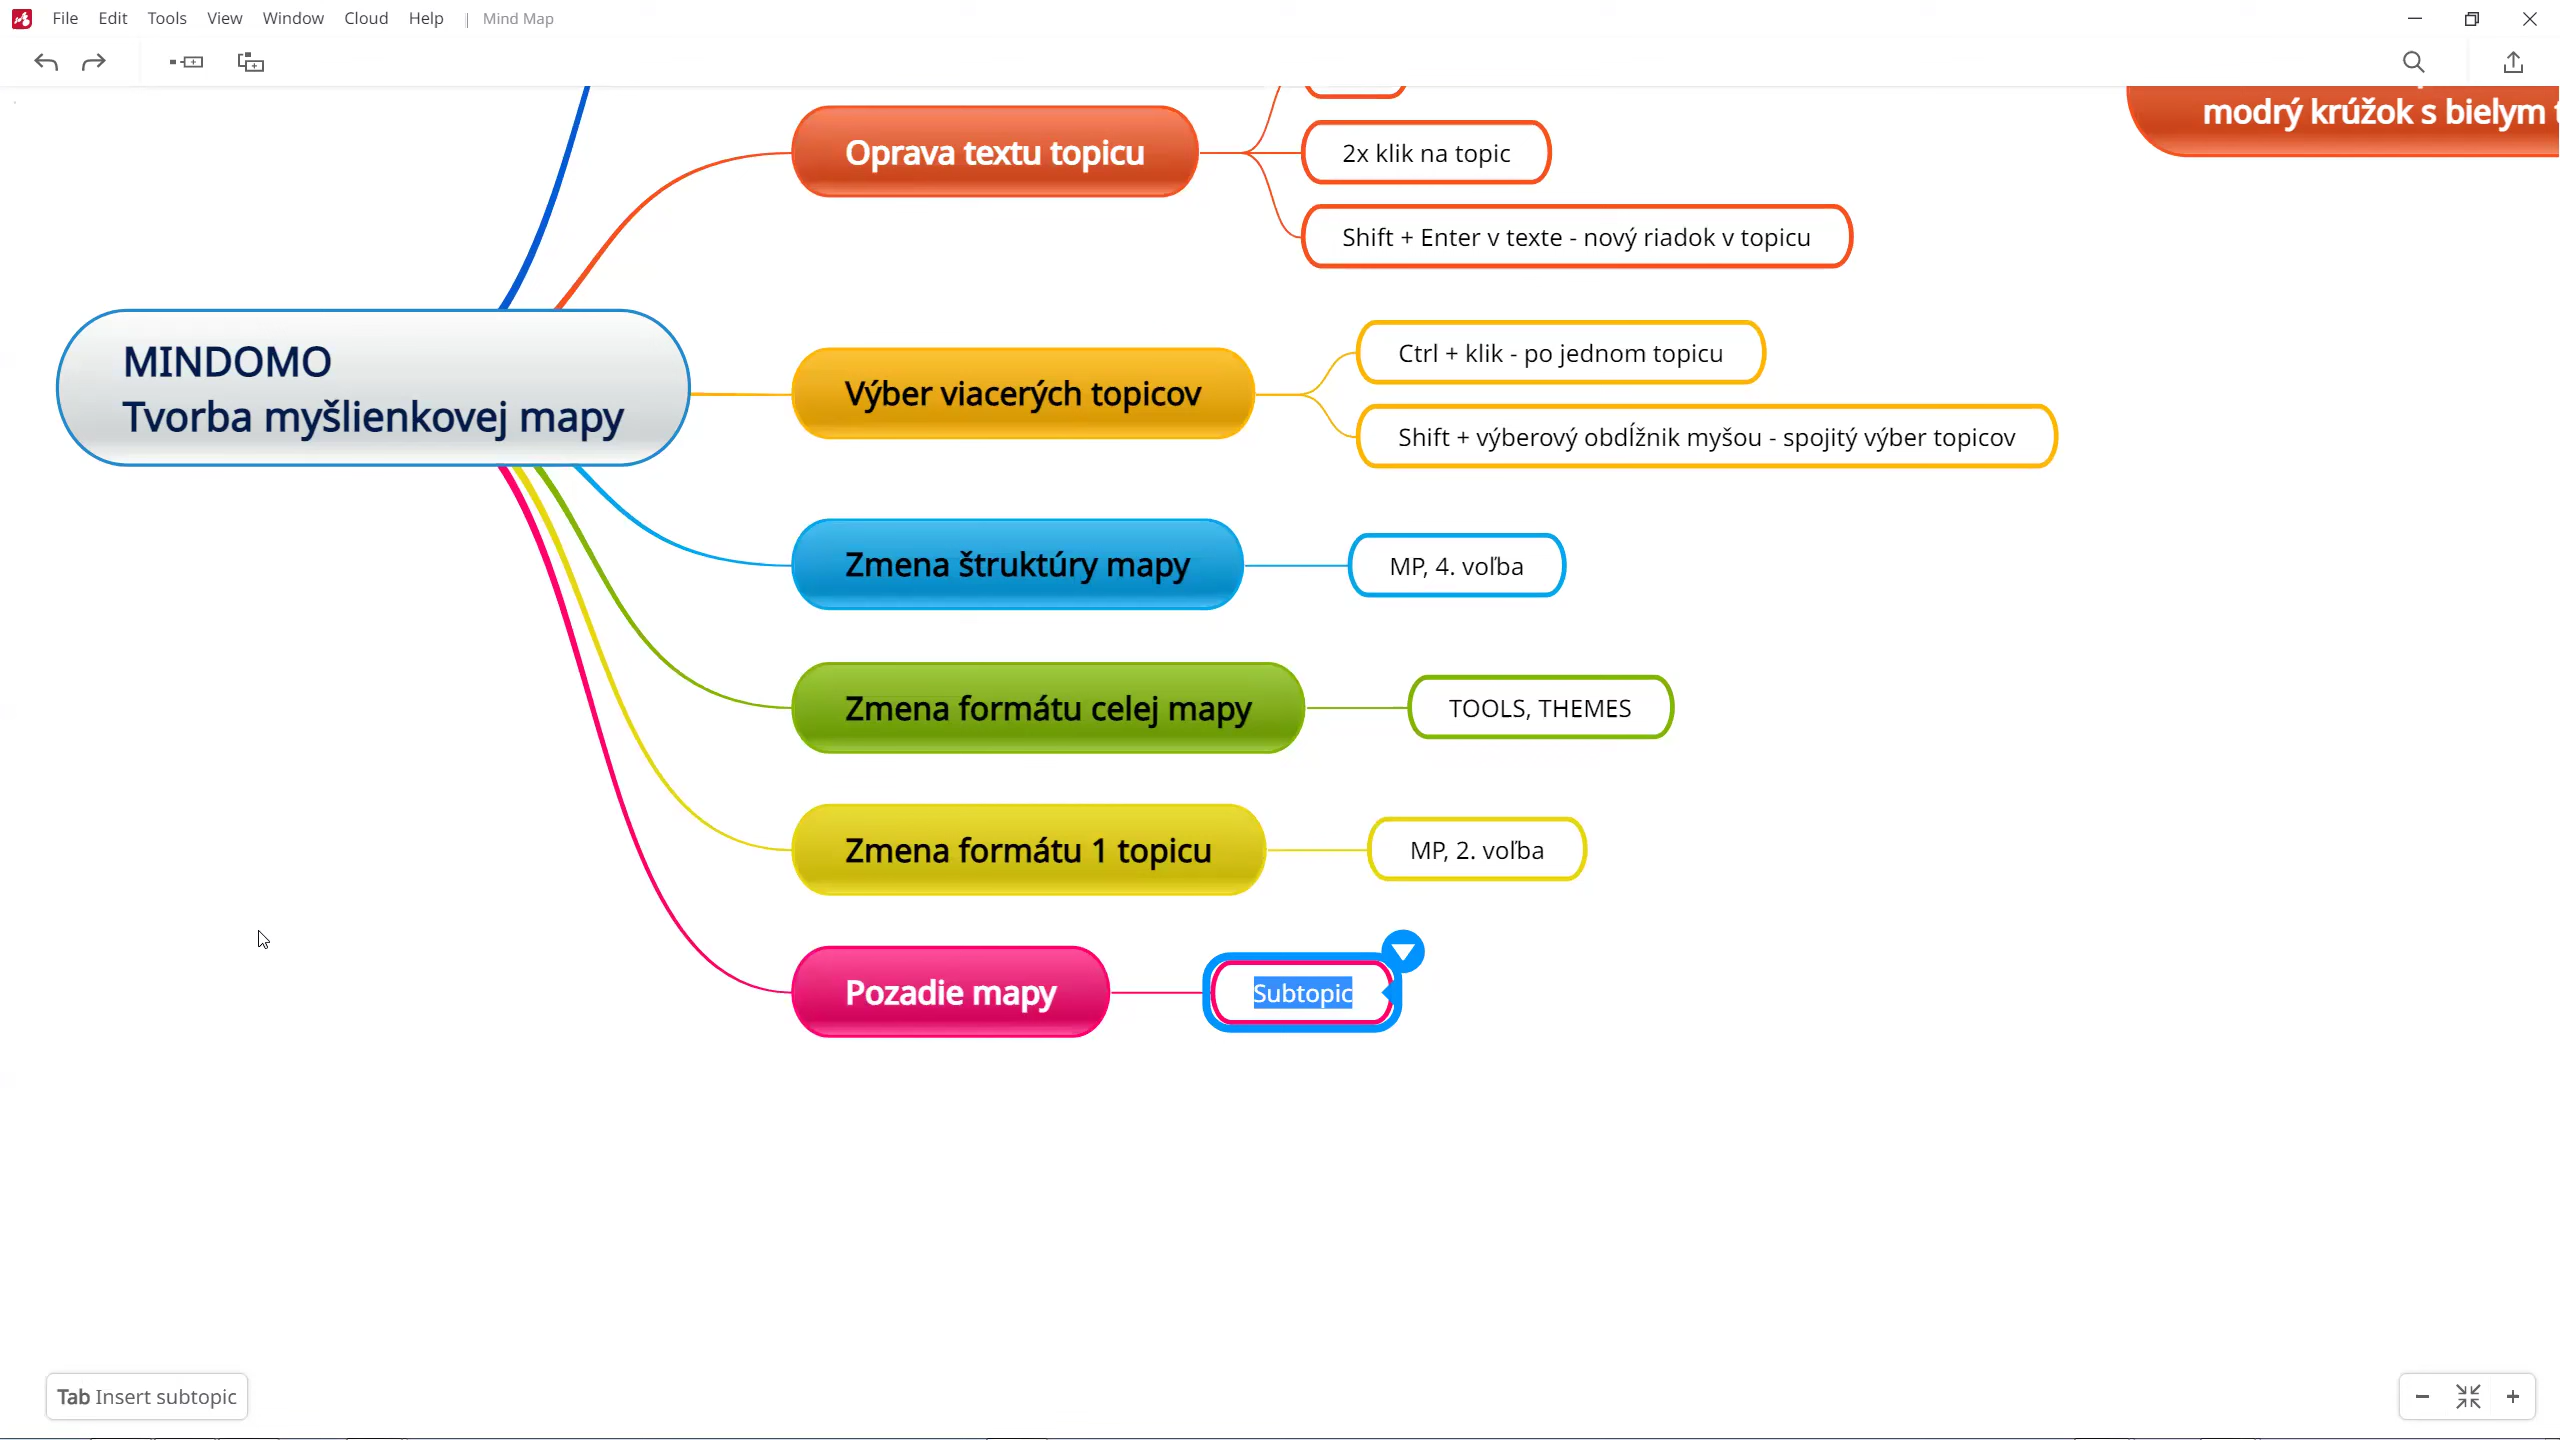 File Edit Tools View Window Cloud Help | Mind Map
modrý krúžok s bielym
Oprava textu topicu
2x klik na topic
Shift + Enter v texte - nový riadok v topicu
MINDOMO
Tvorba myšlienkovej mapy
Výber viacerých topicov
Ctrl + klik - po jednom topicu
Shift + výberový obdĺžnik myšou - spojitý výber topicov
Zmena štruktúry mapy
MP, 4. voľba
Zmena formátu celej mapy
TOOLS, THEMES
Zmena formátu 1 topicu
MP, 2. voľba
Pozadie mapy
Subtopic
Tab Insert subtopic